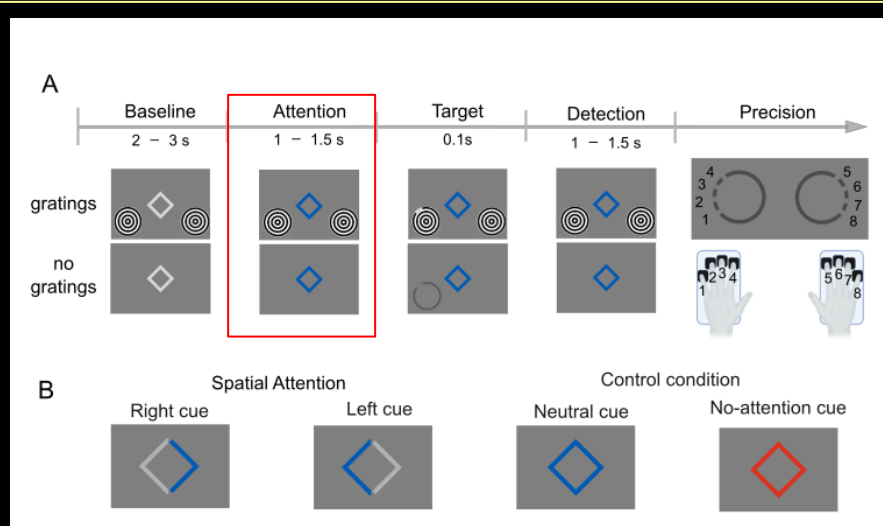 A
Baseline Attention Target Detection Precision
2 – 3 s 1 – 1.5 s 0.1s 1 – 1.5 s
gratings
4 5
3 6
2 7
1 8
no
gratings
1 2 3 4 5 6 7 8
B
Spatial Attention Control condition
Right cue Left cue Neutral cue No-attention cue